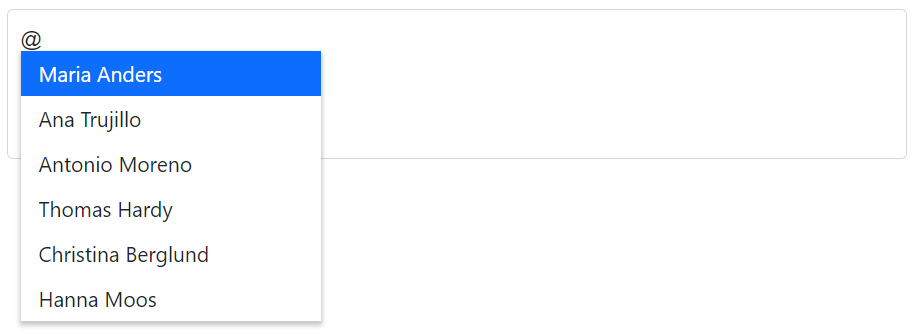 @
Maria Anders
Ana Trujillo
Antonio Moreno
Thomas Hardy
Christina Berglund
Hanna Moos